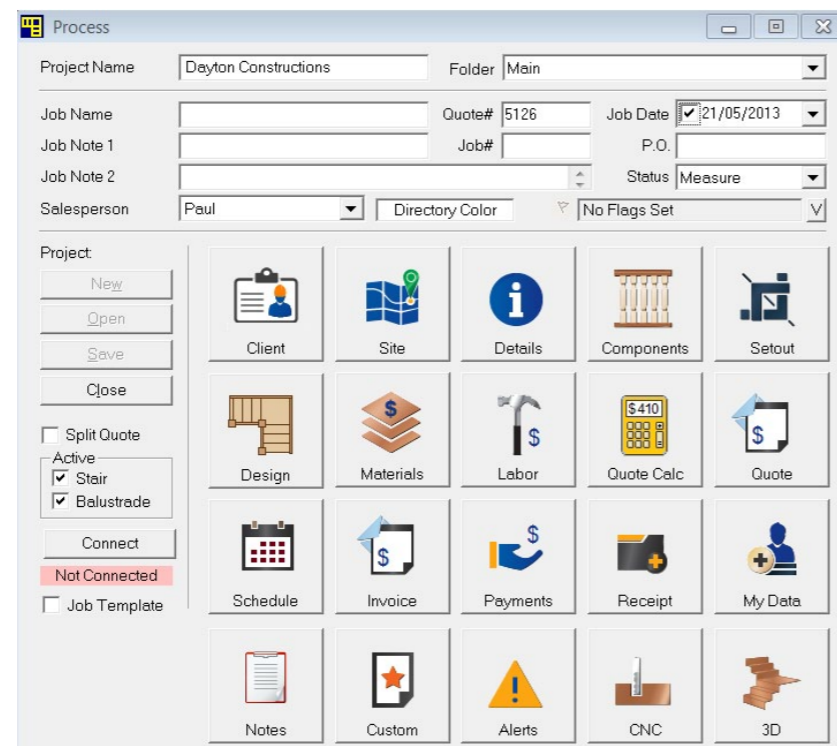 Process
Project Name Dayton Constructions Folder Main
Job Name Quote# 5126 Job Date 21/05/2013
Job Note 1 Job# P.O.
Job Note 2 Status Measure
Salesperson Paul Directory Color No Flags Set V
Project:
New
Open
Save
Close
Client Site Details Components Setout
$ $ $410 $
Split Quote
Active
Stair
Balustrade
Design Materials Labor Quote Calc Quote
Connect
Not Connected
Job Template
$ $
Schedule Invoice Payments Receipt My Data
Notes Custom Alerts CNC 3D